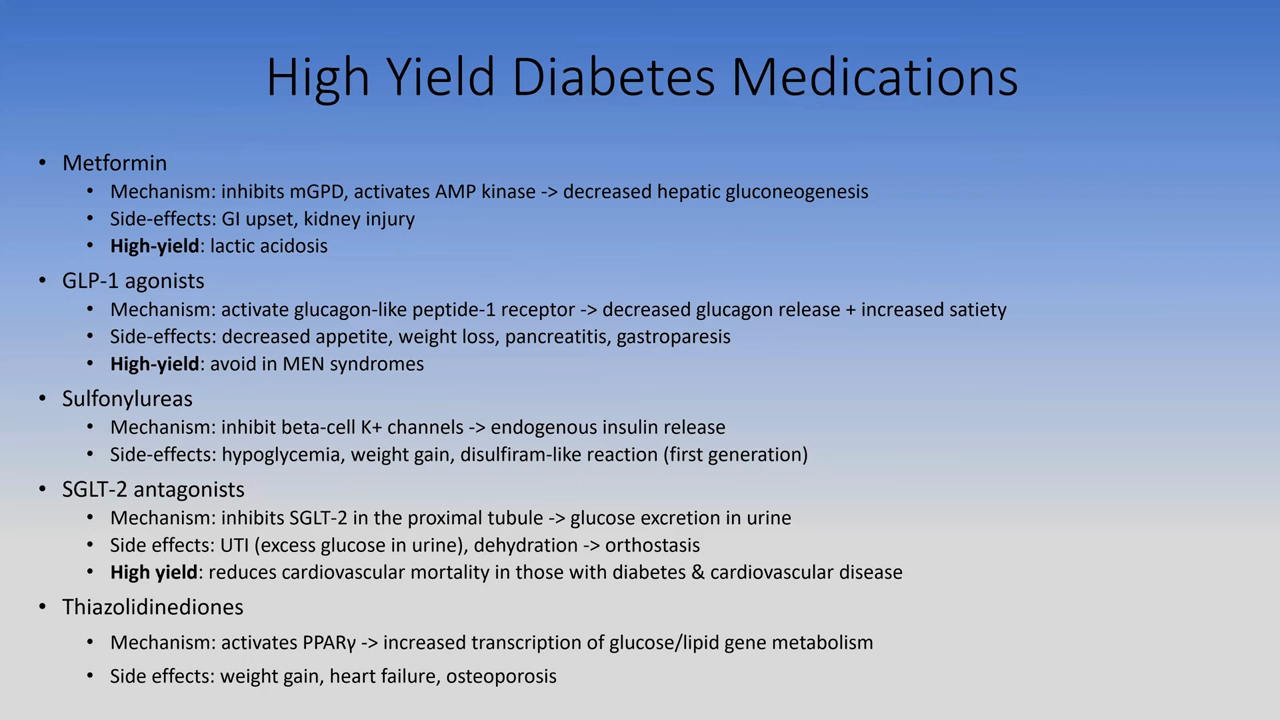 High Yield Diabetes Medications
• Metformin
• Mechanism: inhibits mGPD, activates AMP kinase -> decreased hepatic gluconeogenesis
• Side-effects: GI upset, kidney injury
• High-yield: lactic acidosis
• GLP-1 agonists
• Mechanism: activate glucagon-like peptide-1 receptor -> decreased glucagon release + increased satiety
• Side-effects: decreased appetite, weight loss, pancreatitis, gastroparesis
• High-yield: avoid in MEN syndromes
• Sulfonylureas
• Mechanism: inhibit beta-cell K+ channels -> endogenous insulin release
• Side-effects: hypoglycemia, weight gain, disulfiram-like reaction (first generation)
• SGLT-2 antagonists
• Mechanism: inhibits SGLT-2 in the proximal tubule -> glucose excretion in urine
• Side effects: UTI (excess glucose in urine), dehydration -> orthostasis
• High yield: reduces cardiovascular mortality in those with diabetes & cardiovascular disease
• Thiazolidinediones
• Mechanism: activates PPARγ -> increased transcription of glucose/lipid gene metabolism
• Side effects: weight gain, heart failure, osteoporosis